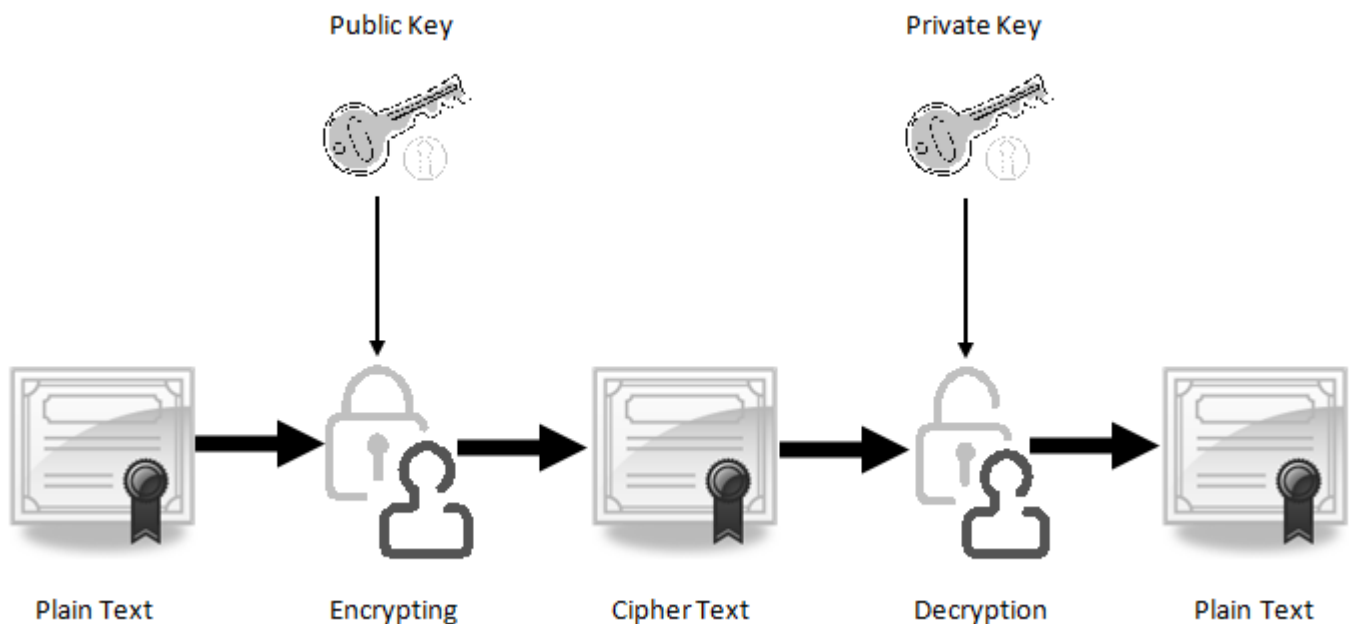 Public Key
Private Key
Plain Text
Encrypting
Cipher Text
Decryption
Plain Text